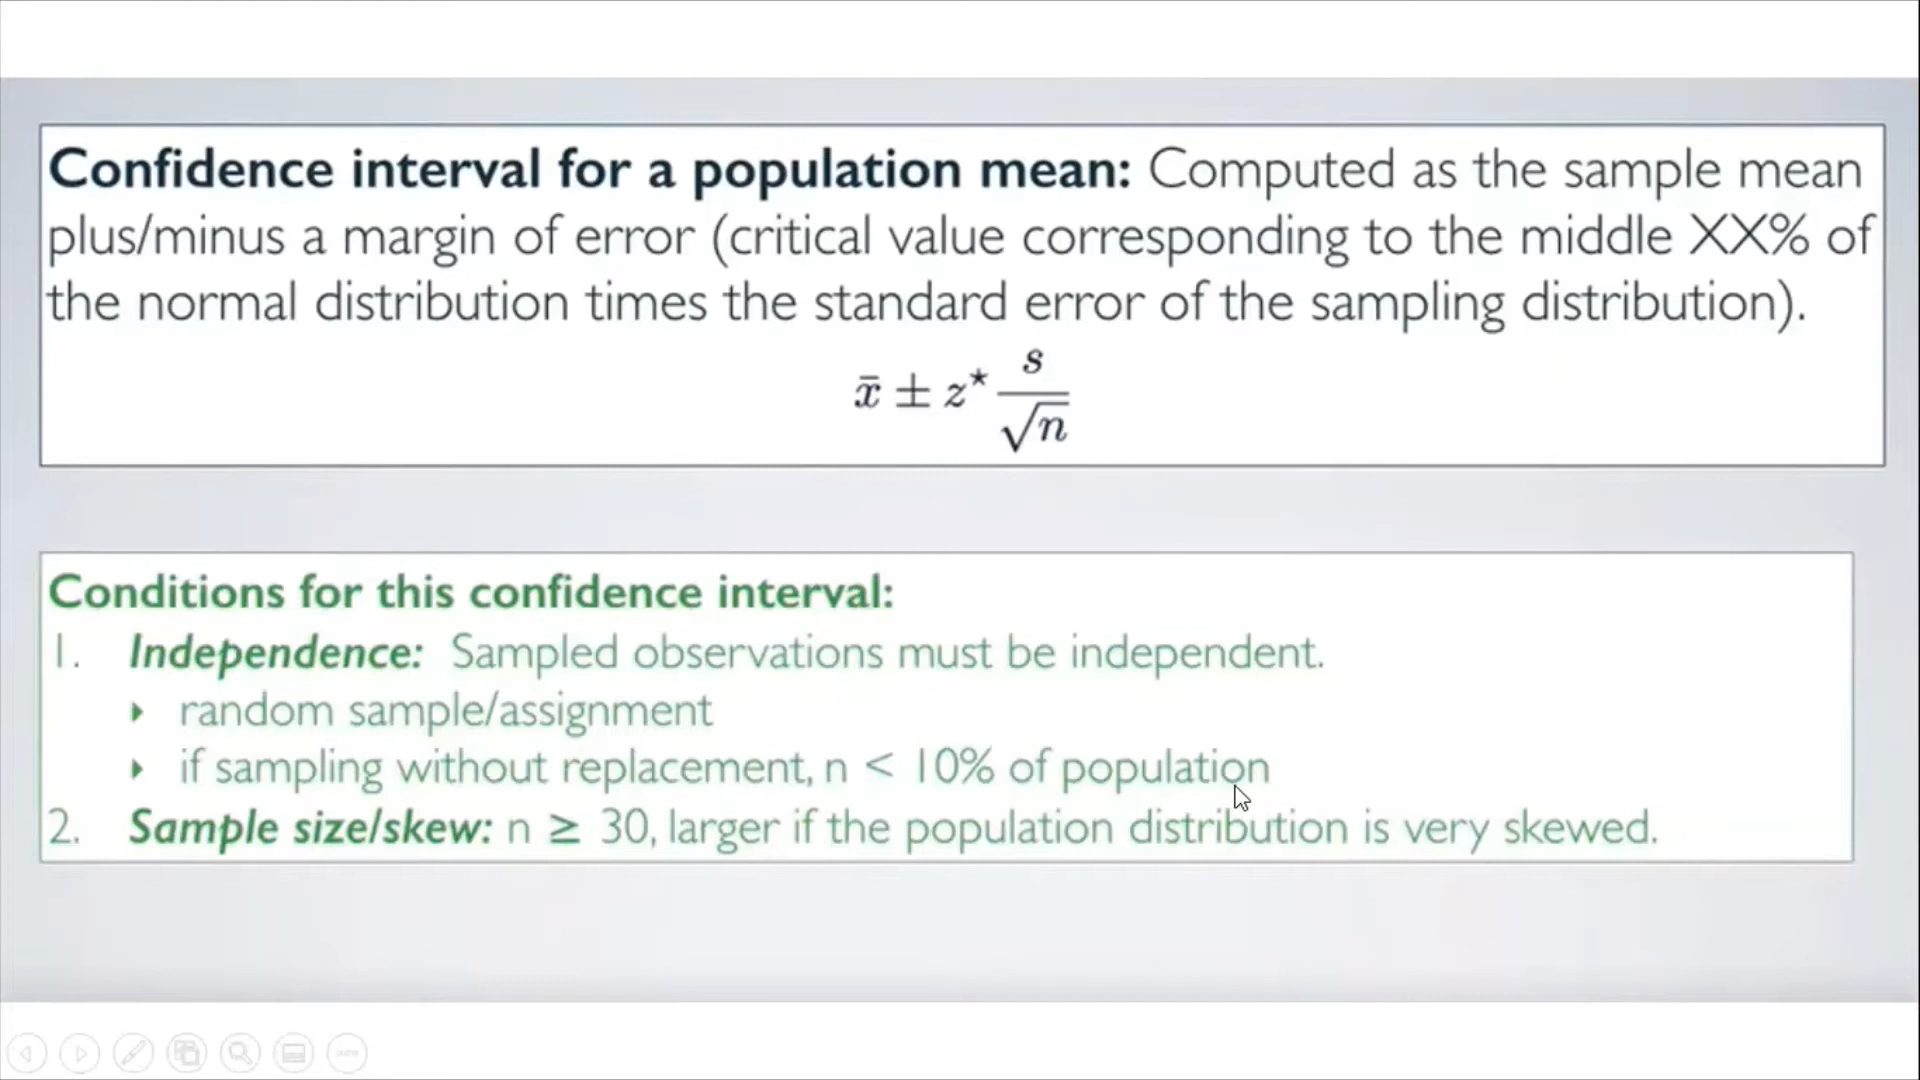 Confidence interval for a population mean: Computed as the sample mean
plus/minus a margin of error (critical value corresponding to the middle XX% of
the normal distribution times the standard error of the sampling distribution).
x̄ ± z* s/√n
Conditions for this confidence interval:
1. Independence: Sampled observations must be independent.
‣ random sample/assignment
‣ if sampling without replacement, n < 10% of population
2. Sample size/skew: n ≥ 30, larger if the population distribution is very skewed.